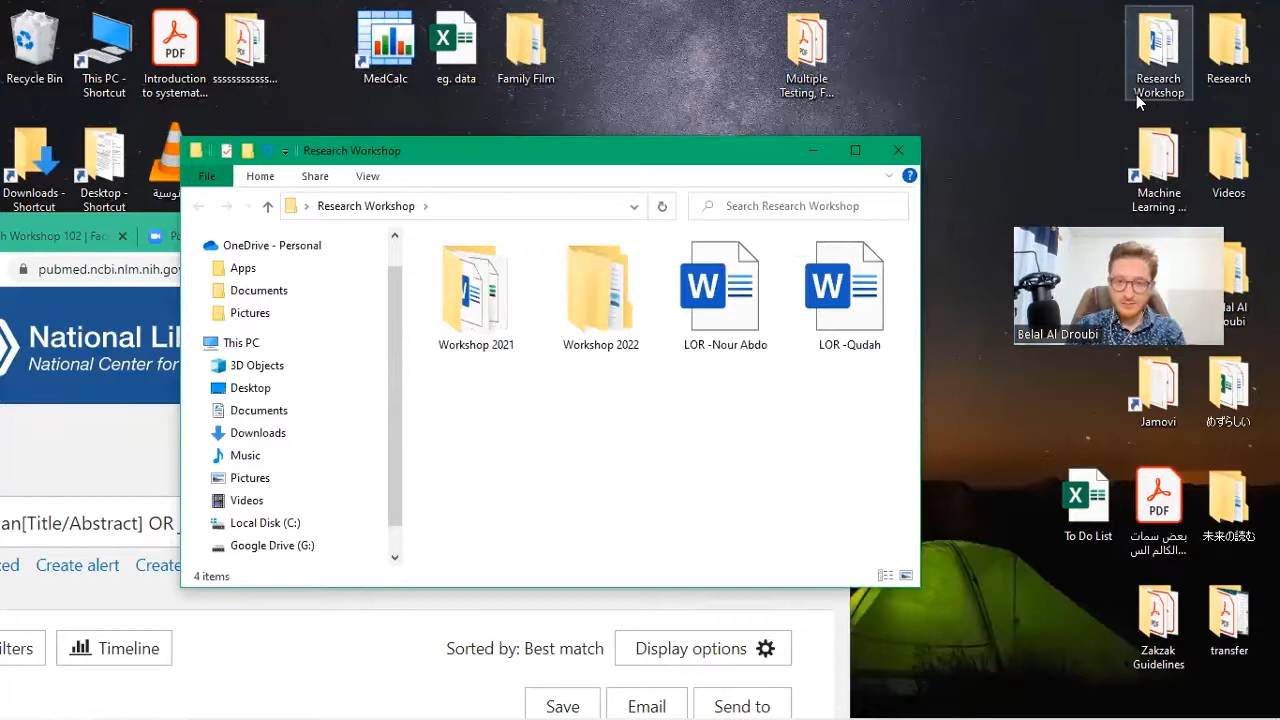 Recycle Bin
This PC -
Shortcut
PDF
Introduction
to systemat...
ssssssssssss...
MedCalc
eg. data
Family Film
Multiple
Testing, F...
Research
Workshop
Research
Downloads -
Shortcut
Desktop -
Shortcut
Machine
Learning ...
Videos
Research Workshop
File
Home
Share
View
Research Workshop
Search Research Workshop
OneDrive - Personal
Apps
Documents
Pictures
This PC
3D Objects
Desktop
Documents
Downloads
Music
Pictures
Videos
Local Disk (C:)
Google Drive (G:)
Workshop 2021
Workshop 2022
LOR -Nour Abdo
LOR -Qudah
4 items
Workshop 102 | Fac
pubmed.ncbi.nlm.nih.gov
National Li
National Center for
an[Title/Abstract] OR
Create alert
Create
Timeline
Sorted by: Best match
Display options
Save
Email
Send to
Belal Al Droubi
Jamovi
めずらしい
To Do List
PDF
بعض سمات
الكالم الس...
未来の読む
Zakzak
Guidelines
transfer